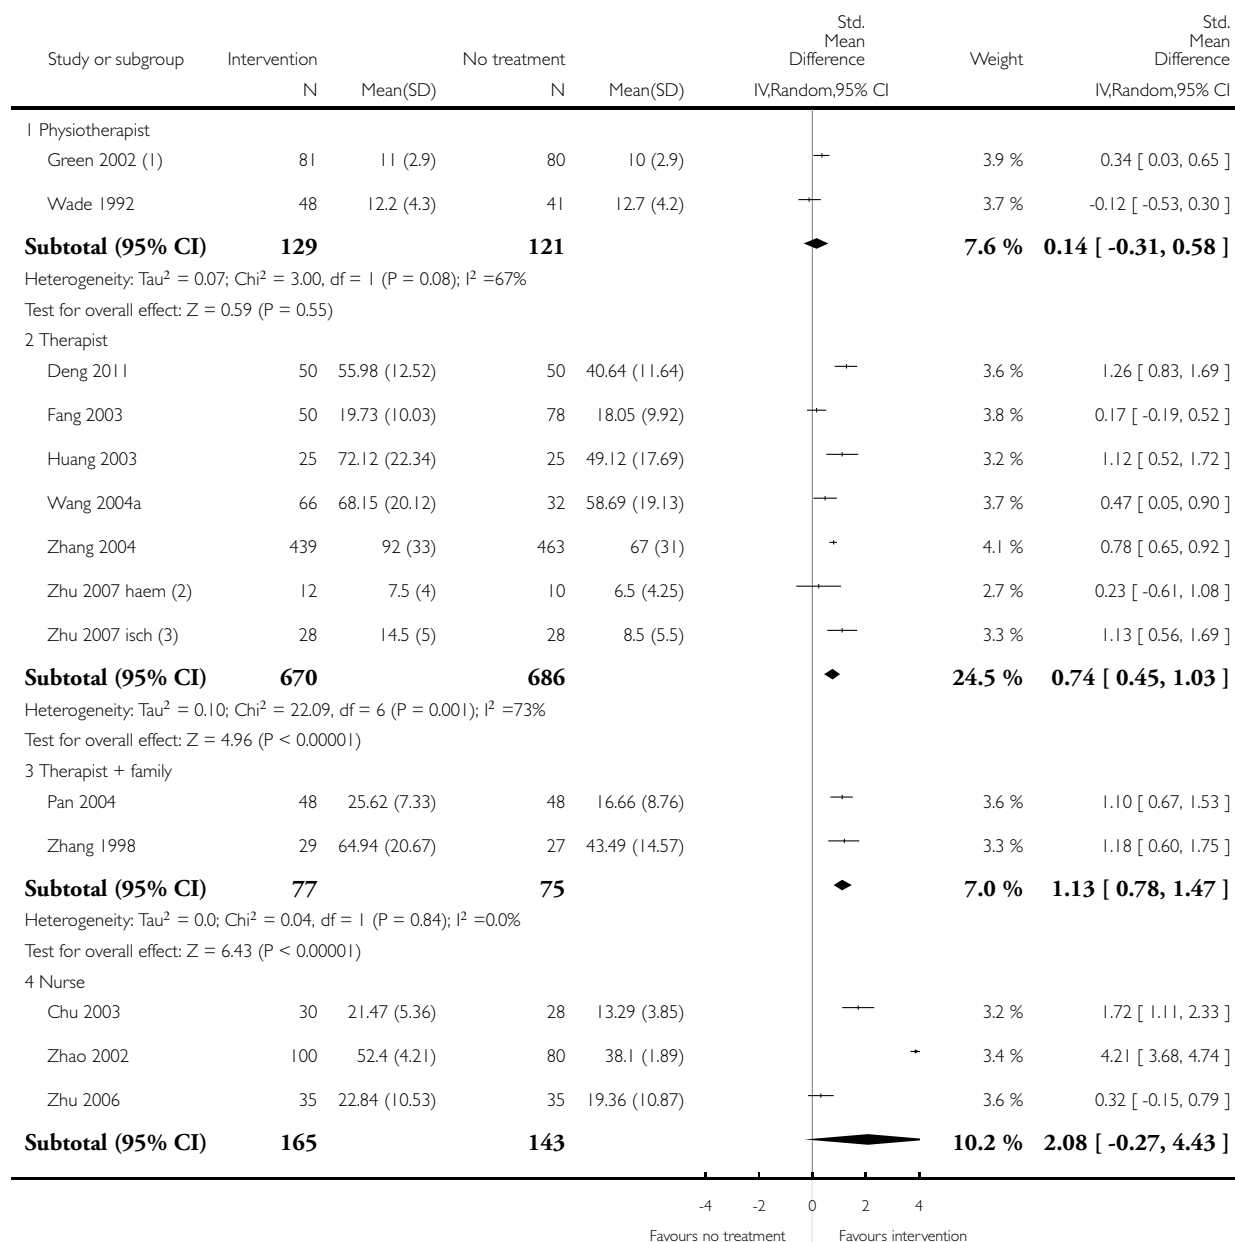 Std.
Mean
Difference
Std.
Mean
Difference
Study or subgroup Intervention No treatment Weight
N Mean(SD) N Mean(SD) IV,Random,95% CI IV,Random,95% CI
1 Physiotherapist
Green 2002 (1) 81 11 (2.9) 80 10 (2.9) 3.9 % 0.34 [ 0.03, 0.65 ]
Wade 1992 48 12.2 (4.3) 41 12.7 (4.2) 3.7 % -0.12 [ -0.53, 0.30 ]
Subtotal (95% CI) 129 121 7.6 % 0.14 [ -0.31, 0.58 ]
Heterogeneity: Tau² = 0.07; Chi² = 3.00, df = 1 (P = 0.08); I² =67%
Test for overall effect: Z = 0.59 (P = 0.55)
2 Therapist
Deng 2011 50 55.98 (12.52) 50 40.64 (11.64) 3.6 % 1.26 [ 0.83, 1.69 ]
Fang 2003 50 19.73 (10.03) 78 18.05 (9.92) 3.8 % 0.17 [ -0.19, 0.52 ]
Huang 2003 25 72.12 (22.34) 25 49.12 (17.69) 3.2 % 1.12 [ 0.52, 1.72 ]
Wang 2004a 66 68.15 (20.12) 32 58.69 (19.13) 3.7 % 0.47 [ 0.05, 0.90 ]
Zhang 2004 439 92 (33) 463 67 (31) 4.1 % 0.78 [ 0.65, 0.92 ]
Zhu 2007 haem (2) 12 7.5 (4) 10 6.5 (4.25) 2.7 % 0.23 [ -0.61, 1.08 ]
Zhu 2007 isch (3) 28 14.5 (5) 28 8.5 (5.5) 3.3 % 1.13 [ 0.56, 1.69 ]
Subtotal (95% CI) 670 686 24.5 % 0.74 [ 0.45, 1.03 ]
Heterogeneity: Tau² = 0.10; Chi² = 22.09, df = 6 (P = 0.001); I² =73%
Test for overall effect: Z = 4.96 (P < 0.00001)
3 Therapist + family
Pan 2004 48 25.62 (7.33) 48 16.66 (8.76) 3.6 % 1.10 [ 0.67, 1.53 ]
Zhang 1998 29 64.94 (20.67) 27 43.49 (14.57) 3.3 % 1.18 [ 0.60, 1.75 ]
Subtotal (95% CI) 77 75 7.0 % 1.13 [ 0.78, 1.47 ]
Heterogeneity: Tau² = 0.0; Chi² = 0.04, df = 1 (P = 0.84); I² =0.0%
Test for overall effect: Z = 6.43 (P < 0.00001)
4 Nurse
Chu 2003 30 21.47 (5.36) 28 13.29 (3.85) 3.2 % 1.72 [ 1.11, 2.33 ]
Zhao 2002 100 52.4 (4.21) 80 38.1 (1.89) 3.4 % 4.21 [ 3.68, 4.74 ]
Zhu 2006 35 22.84 (10.53) 35 19.36 (10.87) 3.6 % 0.32 [ -0.15, 0.79 ]
Subtotal (95% CI) 165 143 10.2 % 2.08 [ -0.27, 4.43 ]
-4 -2 0 2 4
Favours no treatment Favours intervention